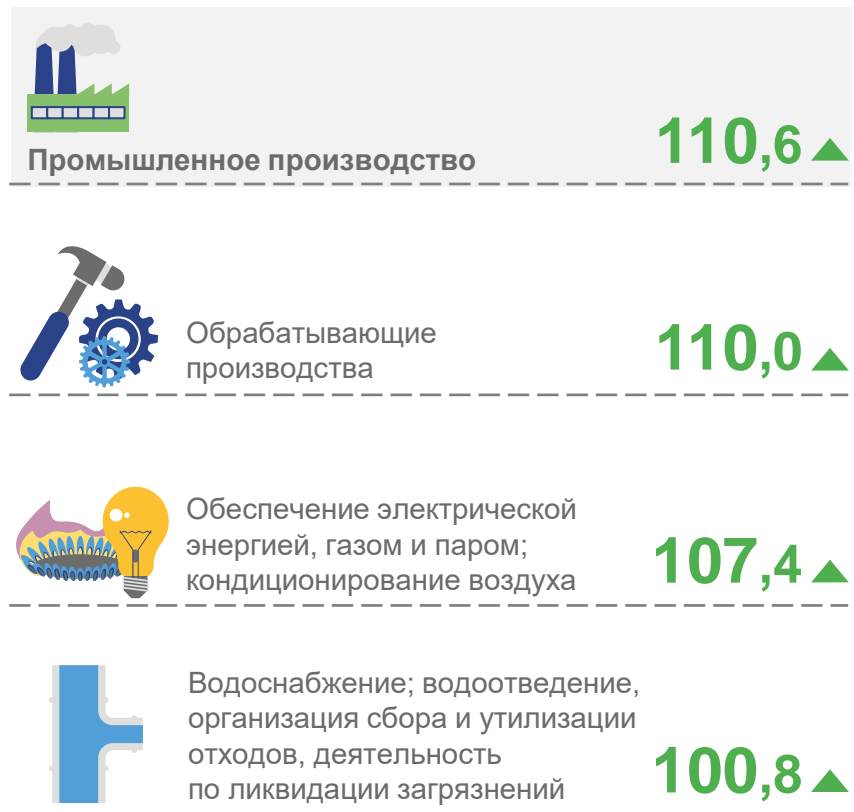 Промышленное производство
110,6
Обрабатывающие
производства
110,0
Обеспечение электрической
энергией, газом и паром;
кондиционирование воздуха
107,4
Водоснабжение; водоотведение,
организация сбора и утилизации
отходов, деятельность
по ликвидации загрязнений
100,8